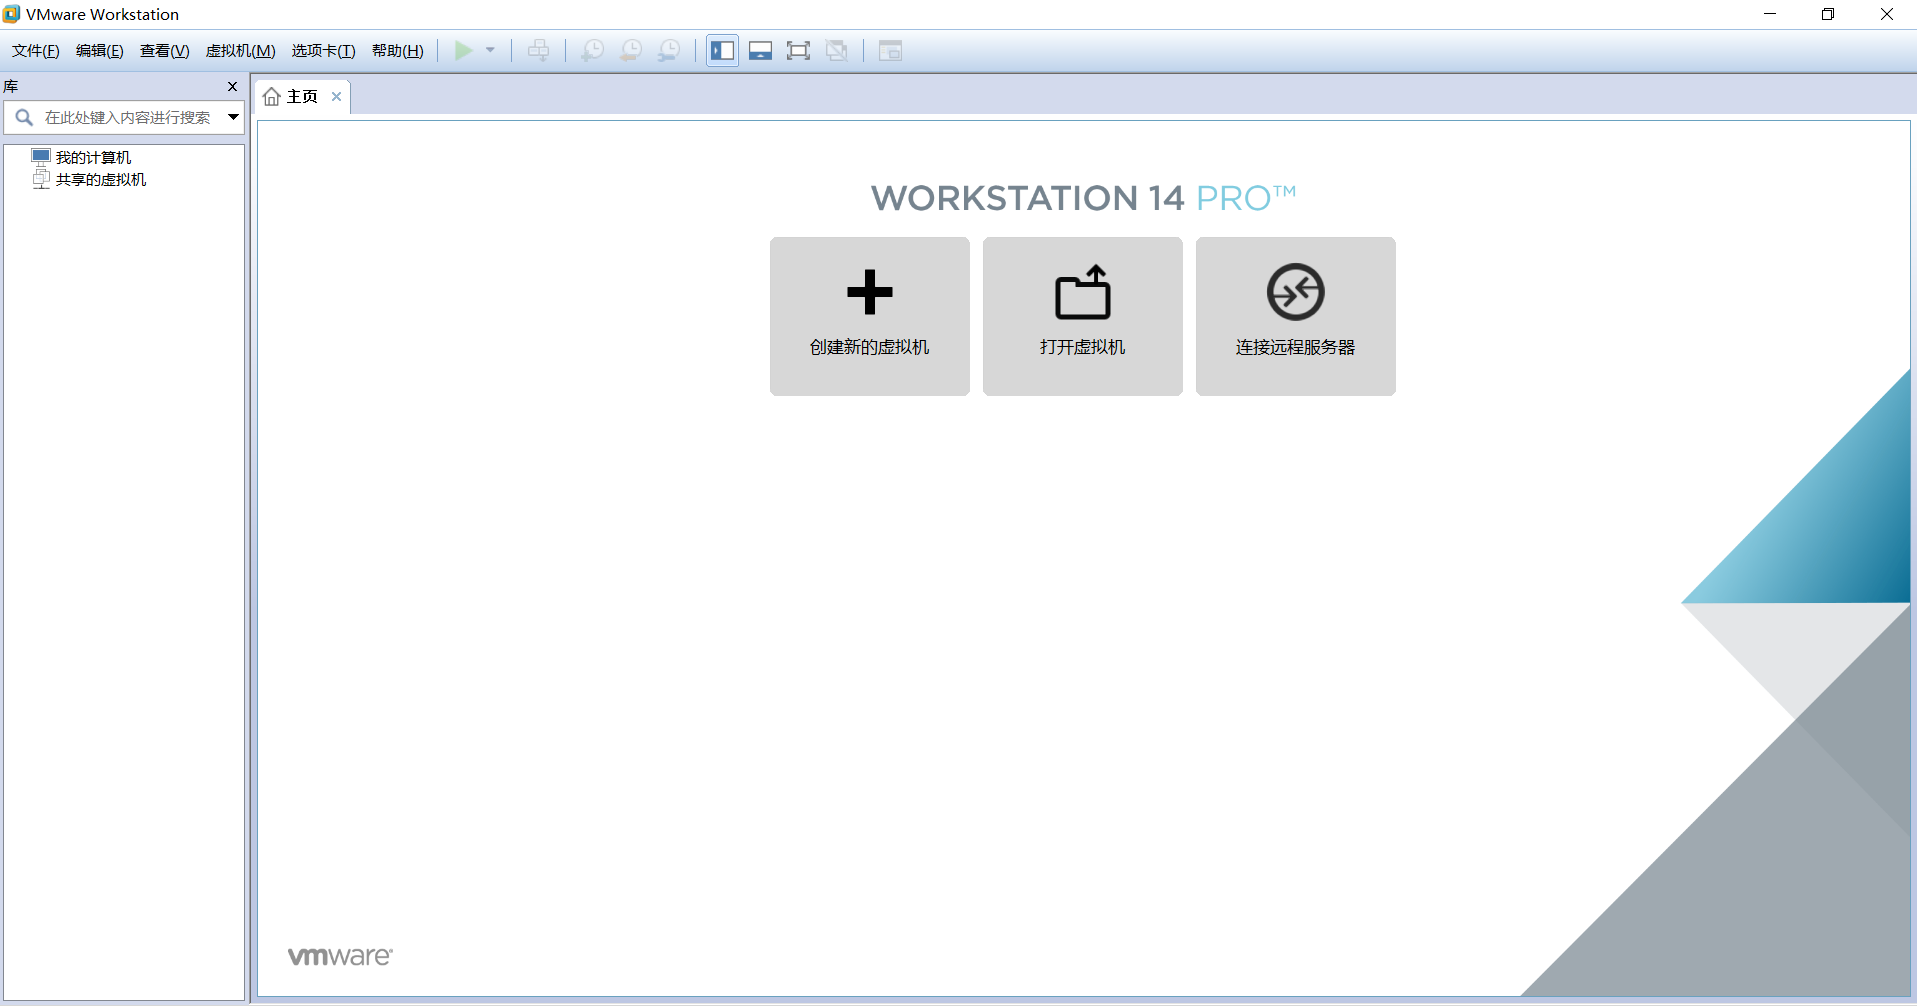 VMware Workstation
文件(F) 编辑(E) 查看(V) 虚拟机(M) 选项卡(T) 帮助(H)
库
在此处键入内容进行搜索
我的计算机
共享的虚拟机
主页
WORKSTATION 14 PRO™
创建新的虚拟机
打开虚拟机
连接远程服务器
vmware